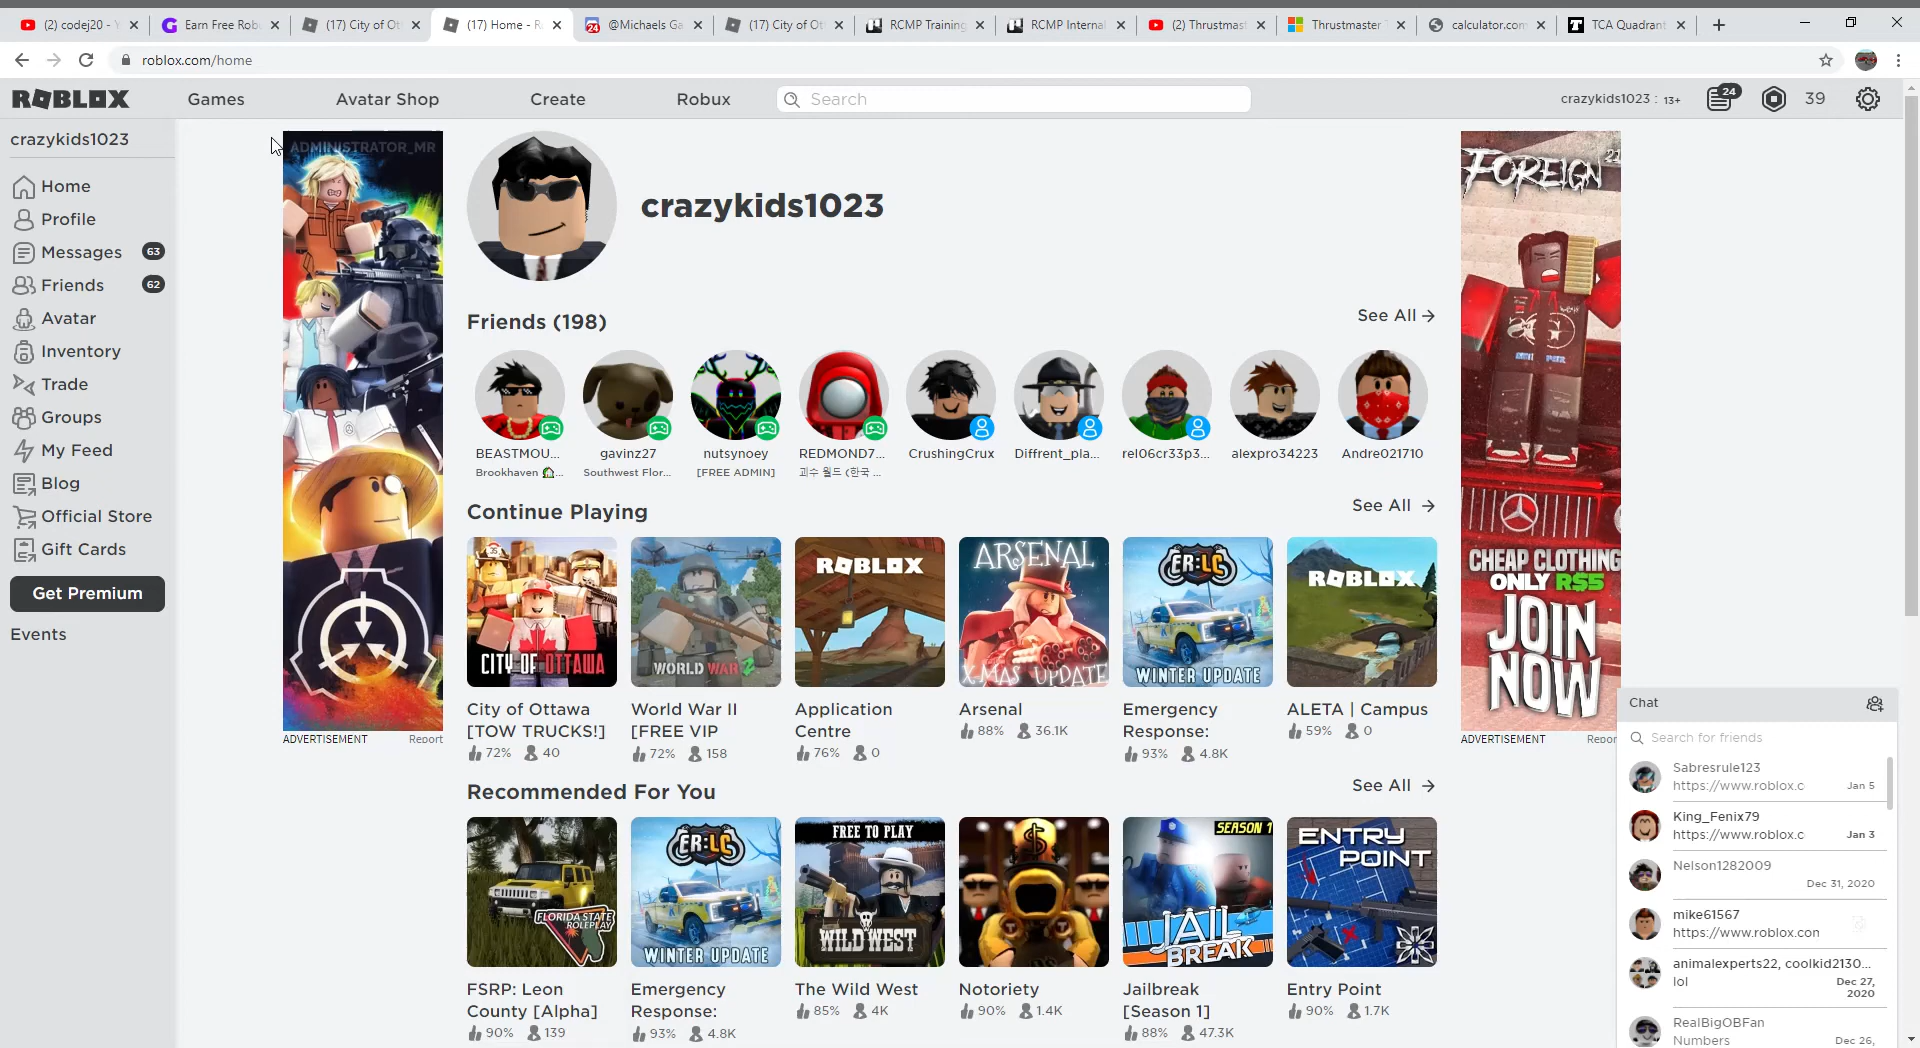 (2) codej20 - Y
Earn Free Rob
(17) City of Ot
(17) Home - R
@Michaels Ga
(17) City of Ot
RCMP Training
RCMP Internal
(2) Thrustmast
Thrustmaster
calculator.com
TCA Quadrant
roblox.com/home
ROBLOX
Games
Avatar Shop
Create
Robux
Search
crazykids1023 : 13+
24
39
crazykids1023
Home
Profile
Messages 63
Friends 62
Avatar
Inventory
Trade
Groups
My Feed
Blog
Official Store
Gift Cards
Get Premium
Events
ADMINISTRATOR_MR
ADVERTISEMENT
Report
crazykids1023
Friends (198)
See All
BEASTMOU...
Brookhaven
gavinz27
Southwest Flor...
nutsynoey
[FREE ADMIN]
REDMOND7...
괴수 월드 (한국 ...
CrushingCrux
Diffrent_pla...
rel06cr33p3...
alexpro34223
Andre021710
Continue Playing
See All
CITY OF OTTAWA
WORLD WAR 2
ROBLOX
ARSENAL
X-MAS UPDATE
ER:LC
WINTER UPDATE
ROBLOX
City of Ottawa
[TOW TRUCKS!]
72% 40
World War II
[FREE VIP
72% 158
Application
Centre
76% 0
Arsenal
88% 36.1K
Emergency
Response:
93% 4.8K
ALETA | Campus
59% 0
Recommended For You
See All
FLORIDA STATE
ROLEPLAY
ER:LC
WINTER UPDATE
FREE TO PLAY
WILD WEST
SEASON 1
JAIL
BREAK
ENTRY
POINT
FSRP: Leon
County [Alpha]
90% 139
Emergency
Response:
93% 4.8K
The Wild West
85% 4K
Notoriety
90% 1.4K
Jailbreak
[Season 1]
88% 47.3K
Entry Point
90% 1.7K
FOREIGN 21
CHEAP CLOTHING
ONLY R$5
JOIN
NOW
ADVERTISEMENT
Repor
Chat
Search for friends
Sabresrule123
https://www.roblox.c Jan 5
King_Fenix79
https://www.roblox.c Jan 3
Nelson1282009
Dec 31, 2020
mike61567
https://www.roblox.con
animalexperts22, coolkid2130...
lol Dec 27,
2020
RealBigOBFan
Numbers Dec 26,